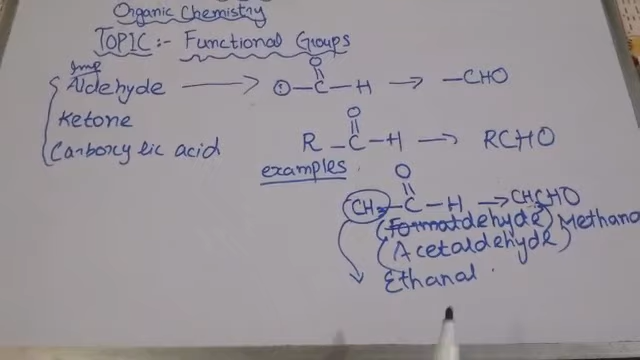 Organic Chemistry
TOPIC:- Functional Groups
Imp
Aldehyde → ①–C–H → –CHO
O
Ketone
Carboxylic acid
O
R–C–H → RCHO
examples
O
CH3–C–H → CH3CHO
(Formaldehyde) Methana
(Acetaldehyde)
Ethanal